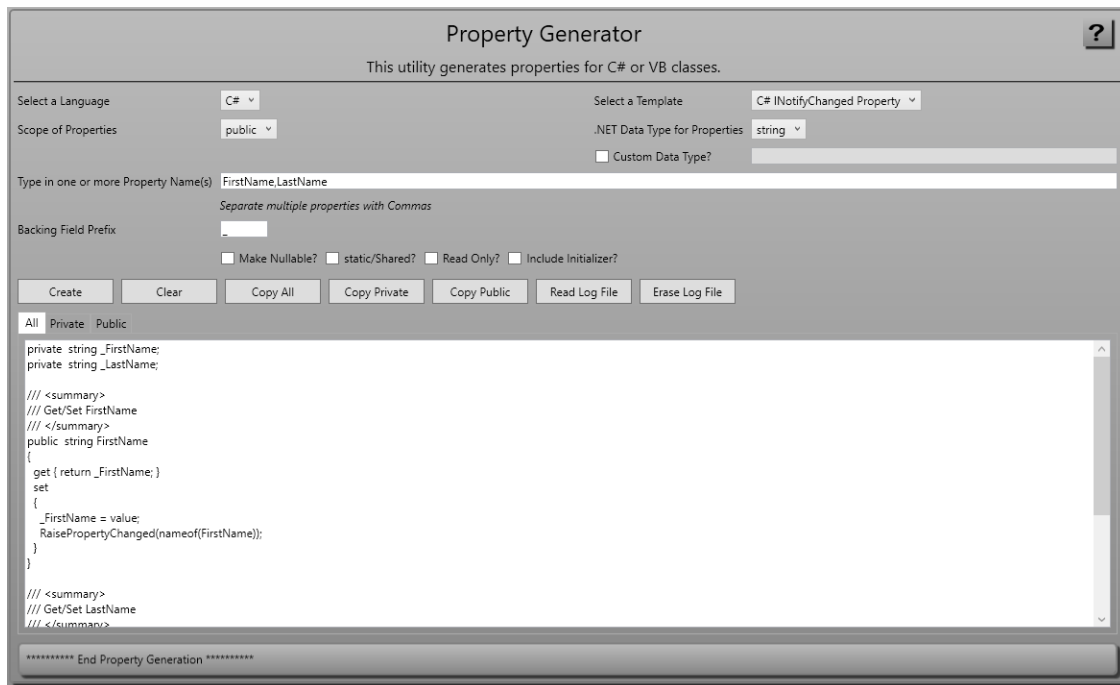 Property Generator
?
This utility generates properties for C# or VB classes.
Select a Language C# Select a Template C# INotifyChanged Property
Scope of Properties public .NET Data Type for Properties string
Custom Data Type?
Type in one or more Property Name(s) FirstName,LastName
Separate multiple properties with Commas
Backing Field Prefix _
Make Nullable? static/Shared? Read Only? Include Initializer?
Create Clear Copy All Copy Private Copy Public Read Log File Erase Log File
All Private Public
private  string _FirstName;
private  string _LastName;
/// <summary>
/// Get/Set FirstName
/// </summary>
public  string FirstName
{
  get { return _FirstName; }
  set
  {
    _FirstName = value;
    RaisePropertyChanged(nameof(FirstName));
  }
}
/// <summary>
/// Get/Set LastName
/// </summary>
********** End Property Generation **********